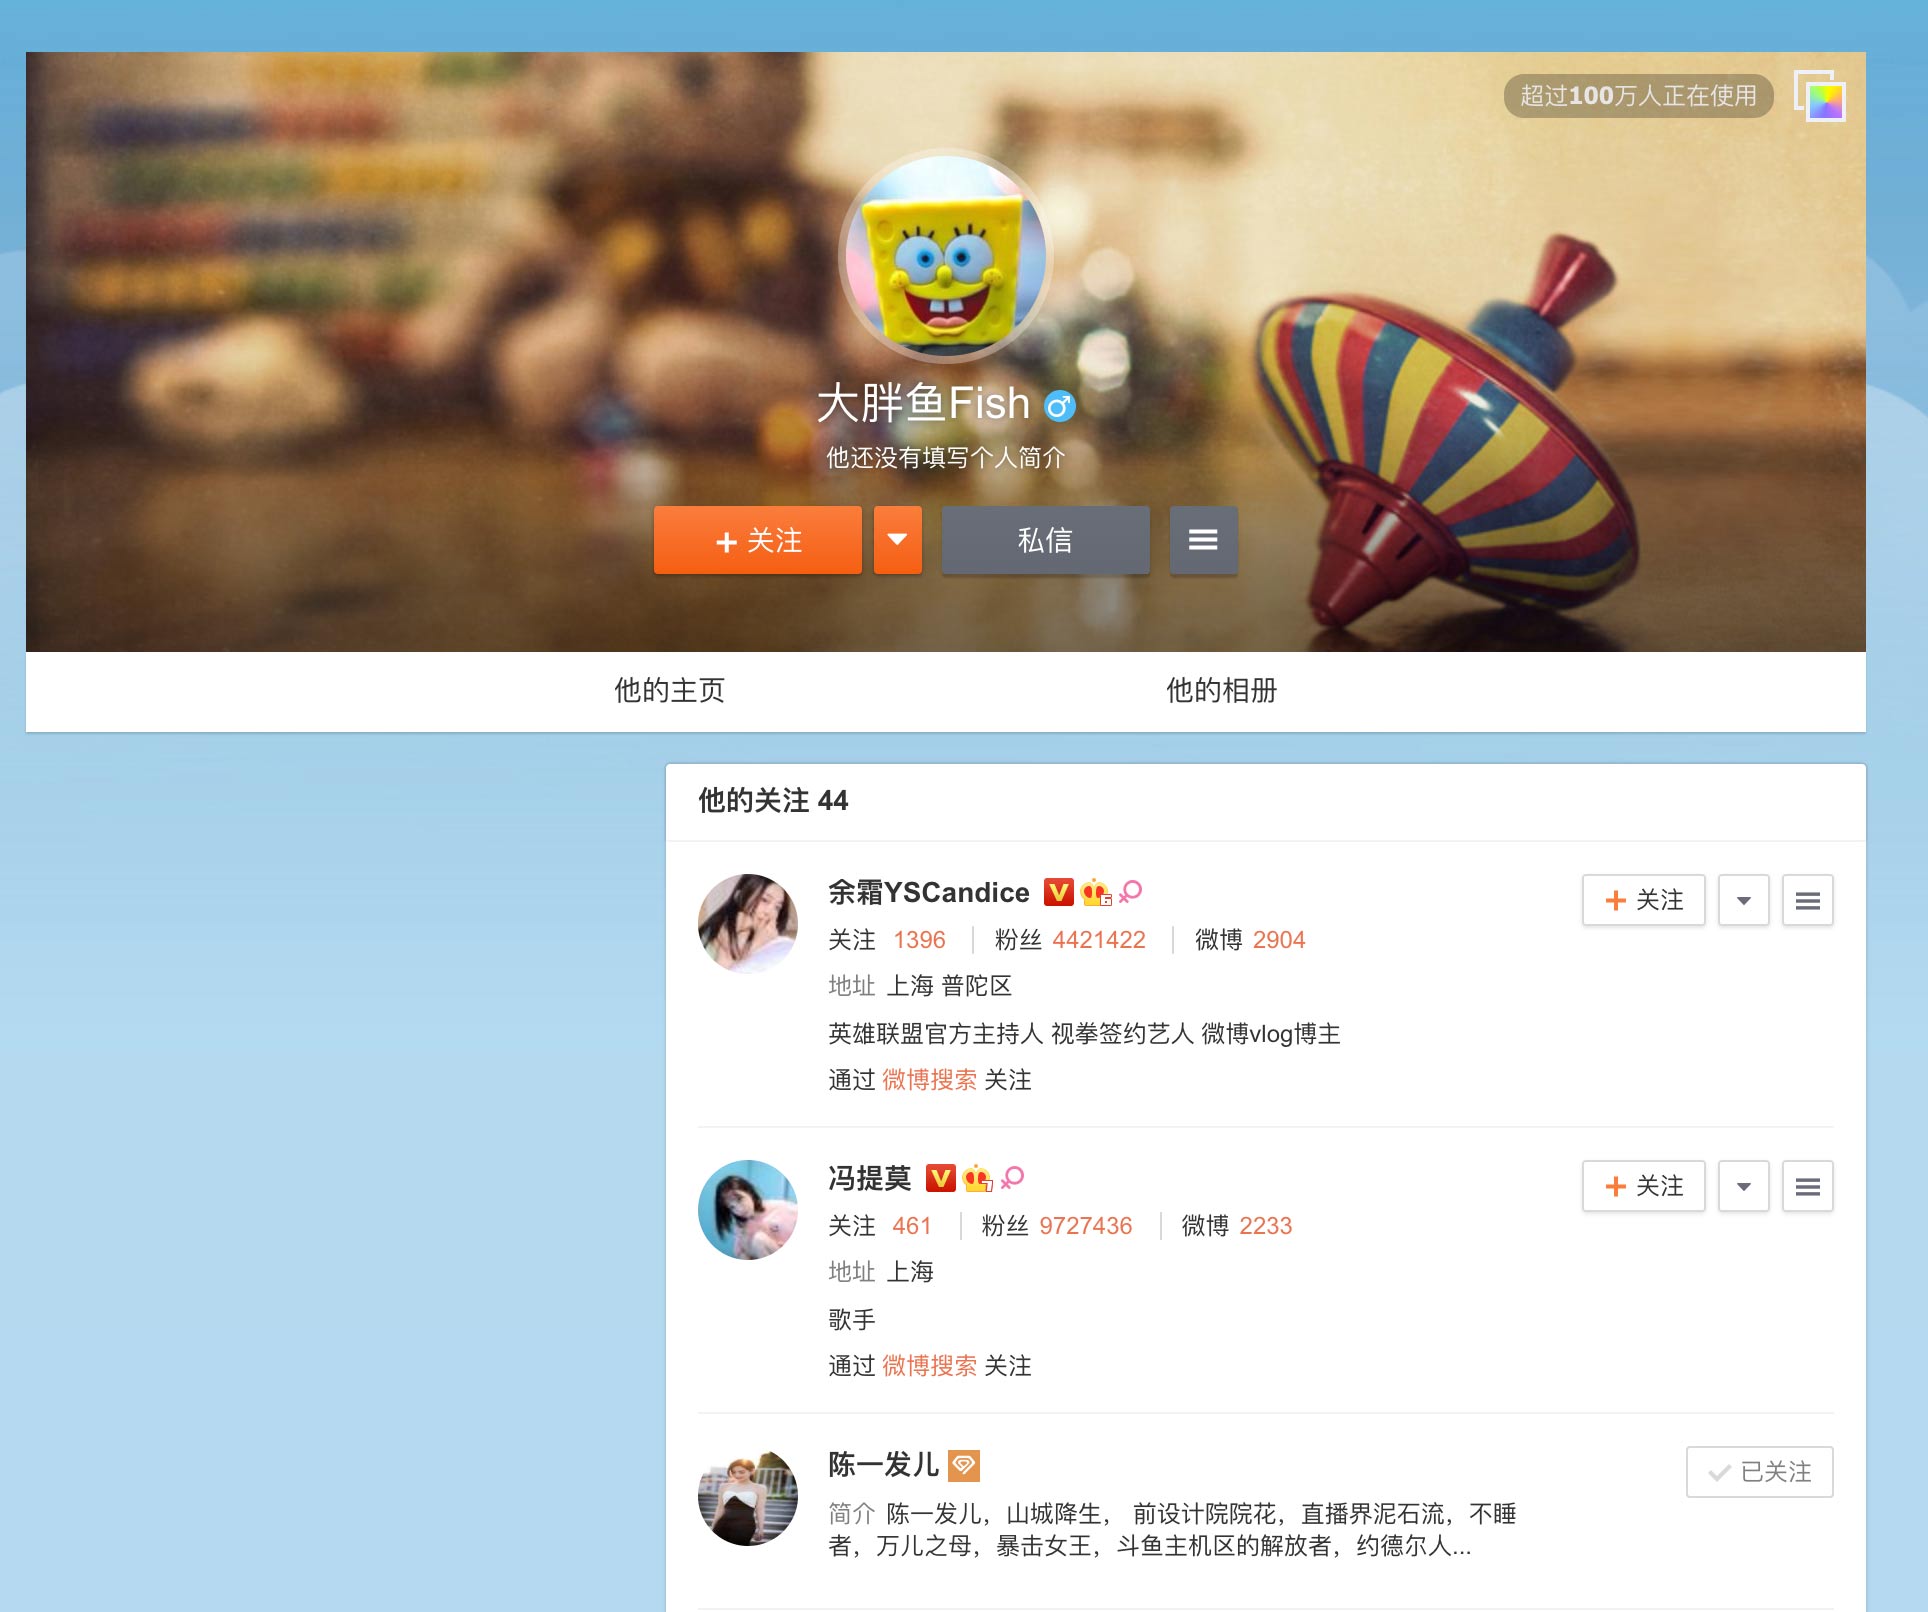 超过100万人正在使用
大胖鱼Fish
他还没有填写个人简介
+ 关注
私信
他的主页 他的相册
他的关注 44
余霜YSCandice V
+ 关注
关注 1396 粉丝 4421422 微博 2904
地址 上海 普陀区
英雄联盟官方主持人 视拳签约艺人 微博vlog博主
通过 微博搜索 关注
冯提莫 V 7
+ 关注
关注 461 粉丝 9727436 微博 2233
地址 上海
歌手
通过 微博搜索 关注
陈一发儿
已关注
简介 陈一发儿，山城降生， 前设计院院花，直播界泥石流，不睡
者，万儿之母，暴击女王，斗鱼主机区的解放者，约德尔人...